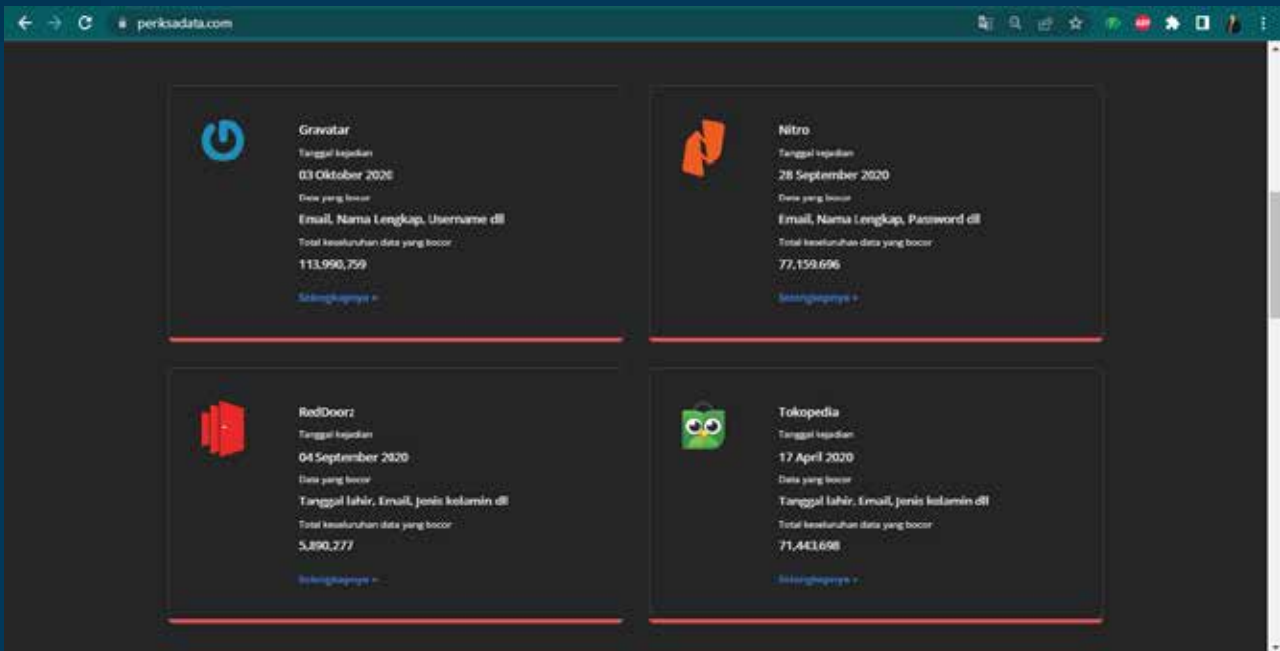 periksadata.com
Gravatar
Tanggal kejadian
03 Oktober 2020
Data yang bocor
Email, Nama Lengkap, Username dll
Total keseluruhan data yang bocor
113,990,759
Selengkapnya »
Nitro
Tanggal kejadian
28 September 2020
Data yang bocor
Email, Nama Lengkap, Password dll
Total keseluruhan data yang bocor
77,159,696
Selengkapnya »
RedDoorz
Tanggal kejadian
04 September 2020
Data yang bocor
Tanggal lahir, Email, Jenis kelamin dll
Total keseluruhan data yang bocor
5,890,277
Selengkapnya »
Tokopedia
Tanggal kejadian
17 April 2020
Data yang bocor
Tanggal lahir, Email, Jenis kelamin dll
Total keseluruhan data yang bocor
71,443,698
Selengkapnya »